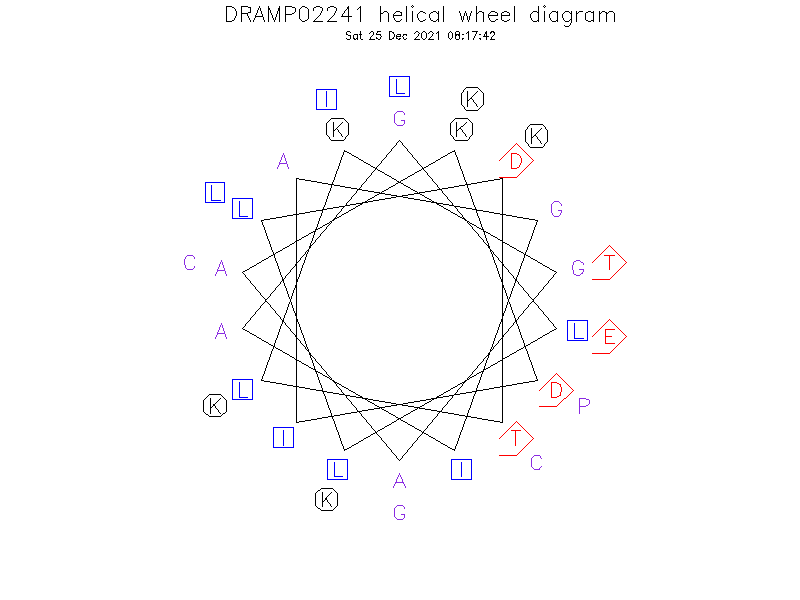 DRAMP02241 helical wheel diagram
Sat 25 Dec 2021 08:17:42
L
I K
K G K
K
A D
L
L G
C A G T
A L E
L D
K P
I T
C
L I
K A
G